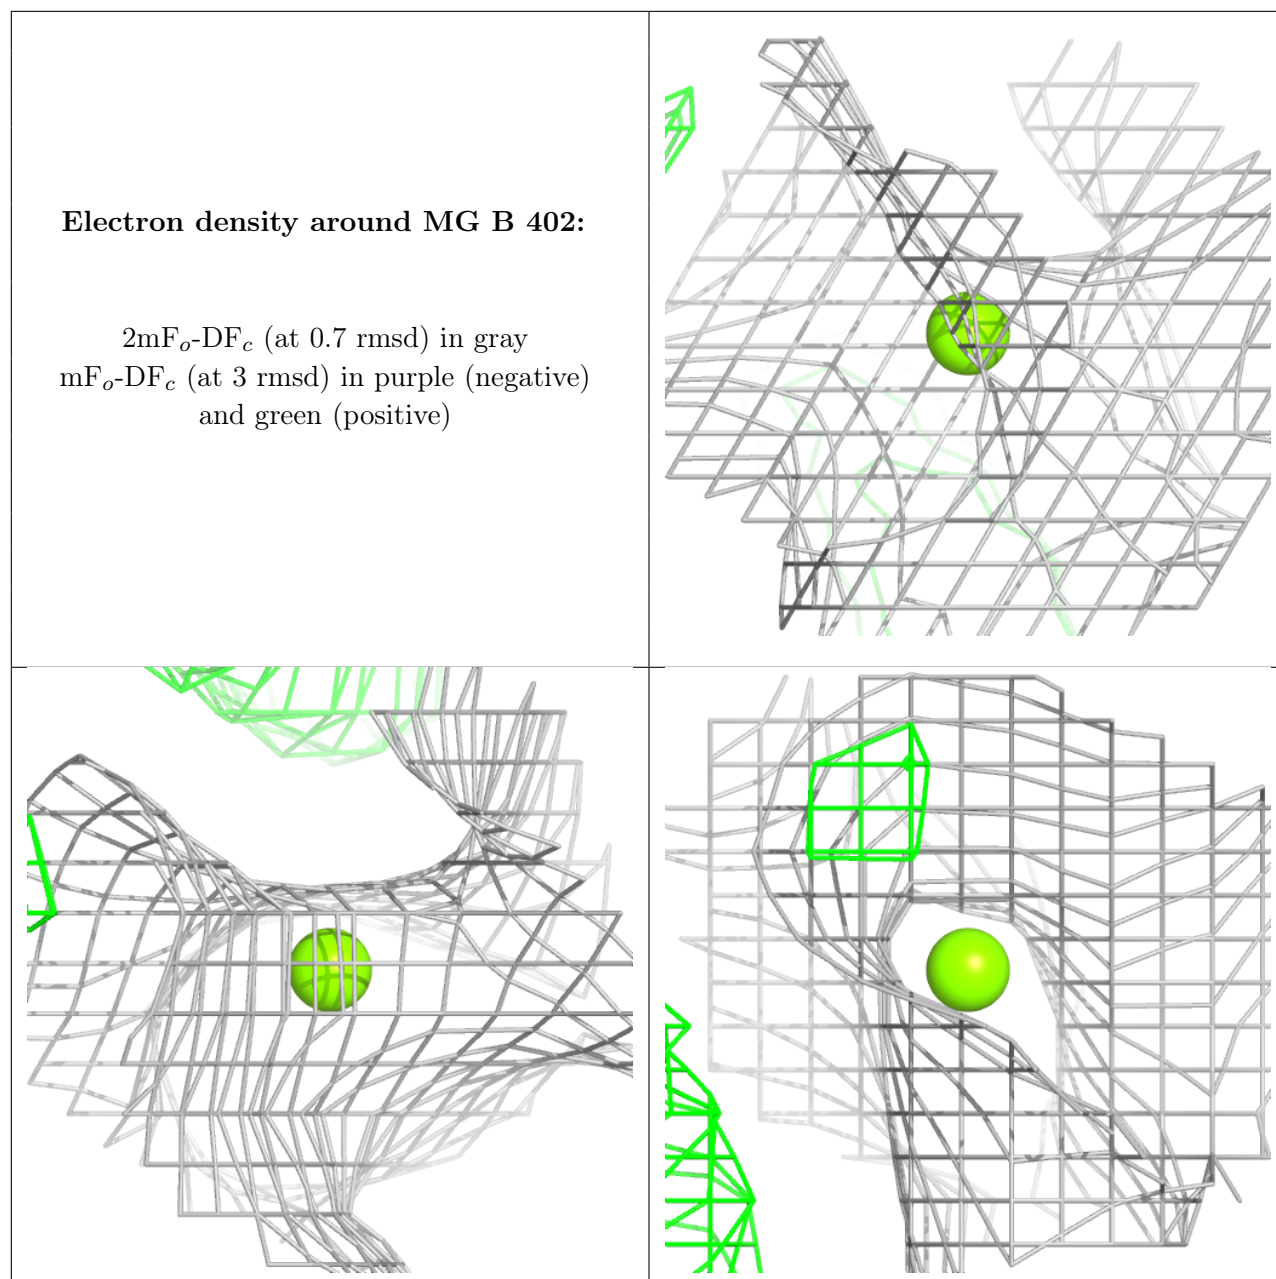 Electron density around MG B 402:
2mFo-DFc (at 0.7 rmsd) in gray
mFo-DFc (at 3 rmsd) in purple (negative)
and green (positive)